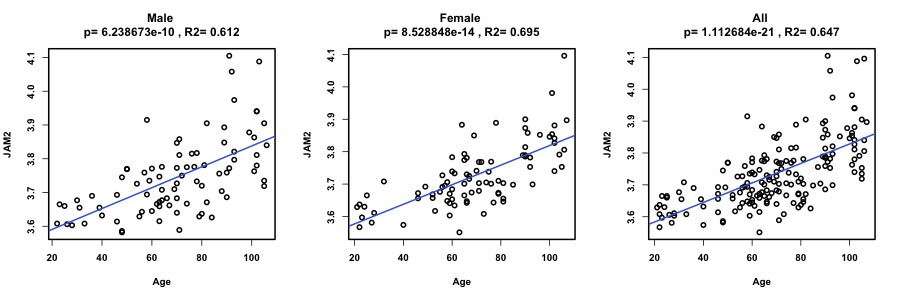 Male
p= 6.238673e-10 , R2= 0.612
4.1
4.0
3.9
3.8
3.7
3.6
JAM2
20 40 60 80 100
Age
Female
p= 8.528848e-14 , R2= 0.695
4.1
4.0
3.9
3.8
3.7
3.6
JAM2
20 40 60 80 100
Age
All
p= 1.112684e-21 , R2= 0.647
4.1
4.0
3.9
3.8
3.7
3.6
JAM2
20 40 60 80 100
Age